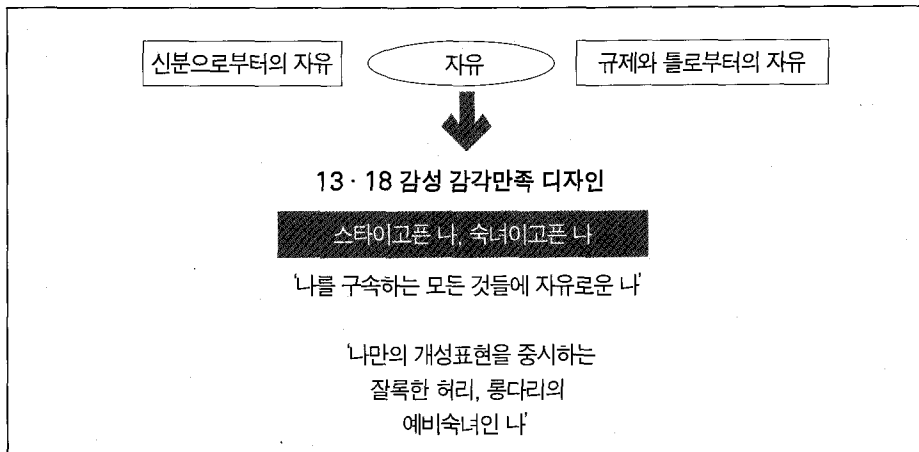 신분으로부터의 자유
자유
규제와 틀로부터의 자유
13·18 감성 감각만족 디자인
스타이고픈 나, 숙녀이고픈 나
'나를 구속하는 모든 것들에 자유로운 나'
'나만의 개성표현을 중시하는
잘록한 허리, 롱다리의
예비숙녀인 나'